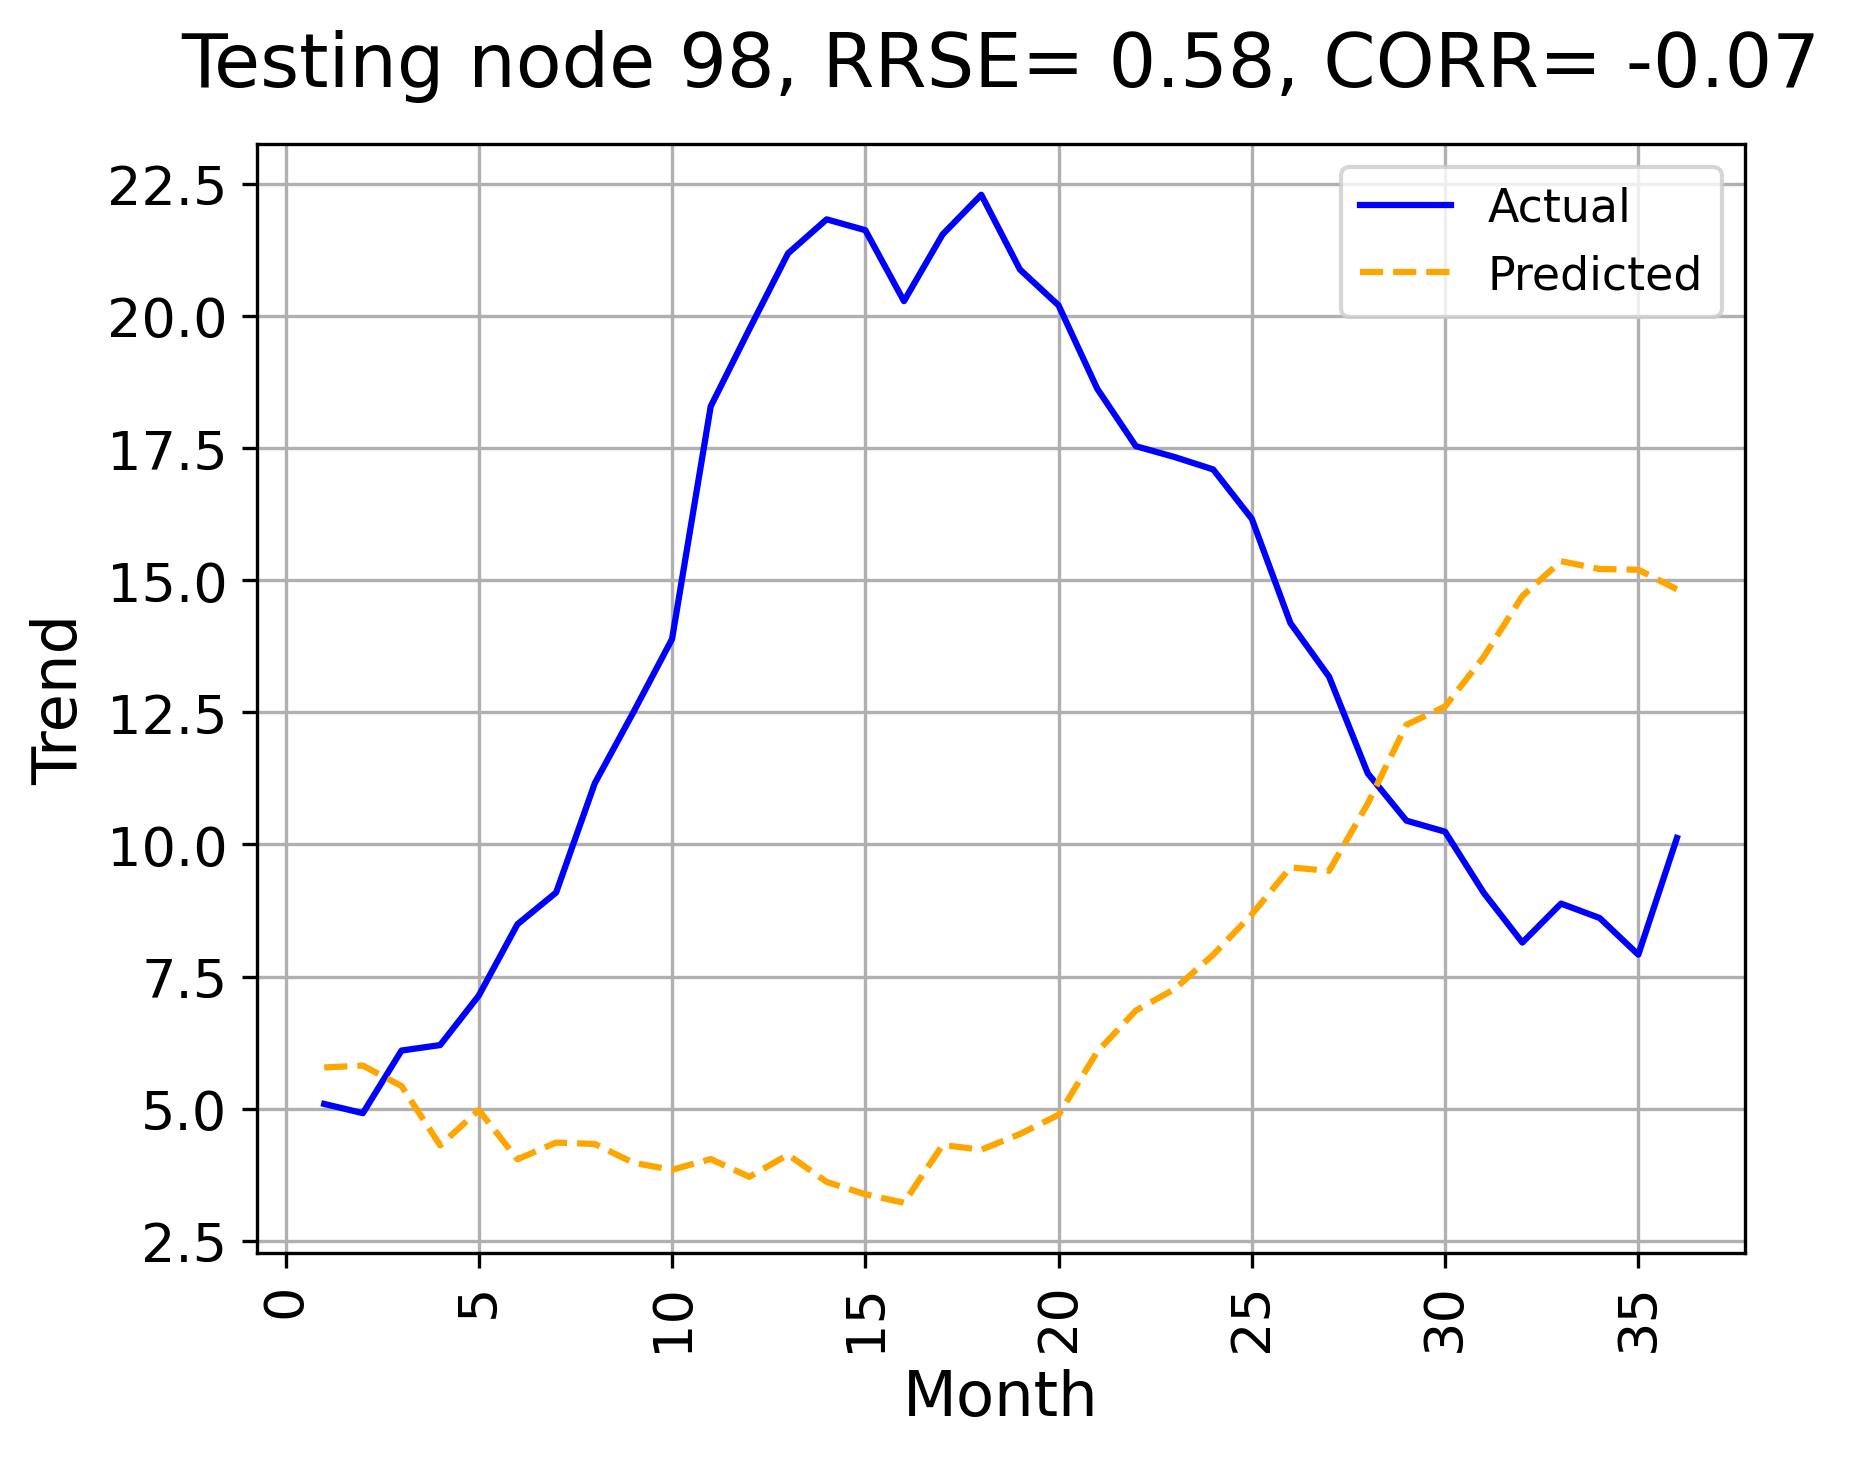 Testing node 98, RRSE= 0.58, CORR= -0.07
Actual
Predicted
22.5
20.0
17.5
15.0
12.5
10.0
7.5
5.0
2.5
Trend
0 5 10 15 20 25 30 35
Month